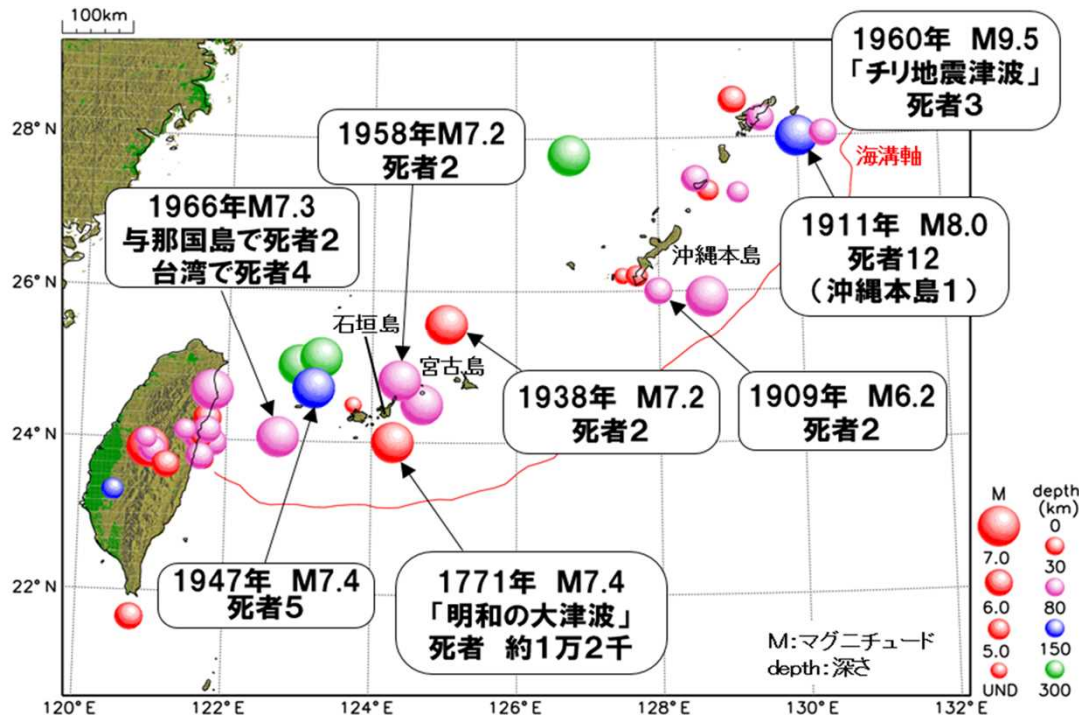 100km
1960年 M9.5
「チリ地震津波」
死者3
28°N
1958年M7.2
死者2
海溝軸
1966年M7.3
与那国島で死者2
台湾で死者4
1911年 M8.0
死者12
（沖縄本島1）
沖縄本島
26°N
石垣島
宮古島
1938年 M7.2
死者2
1909年 M6.2
死者2
24°N
22°N
1947年 M7.4
死者5
1771年 M7.4
「明和の大津波」
死者 約1万2千
M:マグニチュード
depth:深さ
M
7.0
6.0
5.0
UND
depth
(km)
0
30
80
150
300
120°E
122°E
124°E
126°E
128°E
130°E
132°E